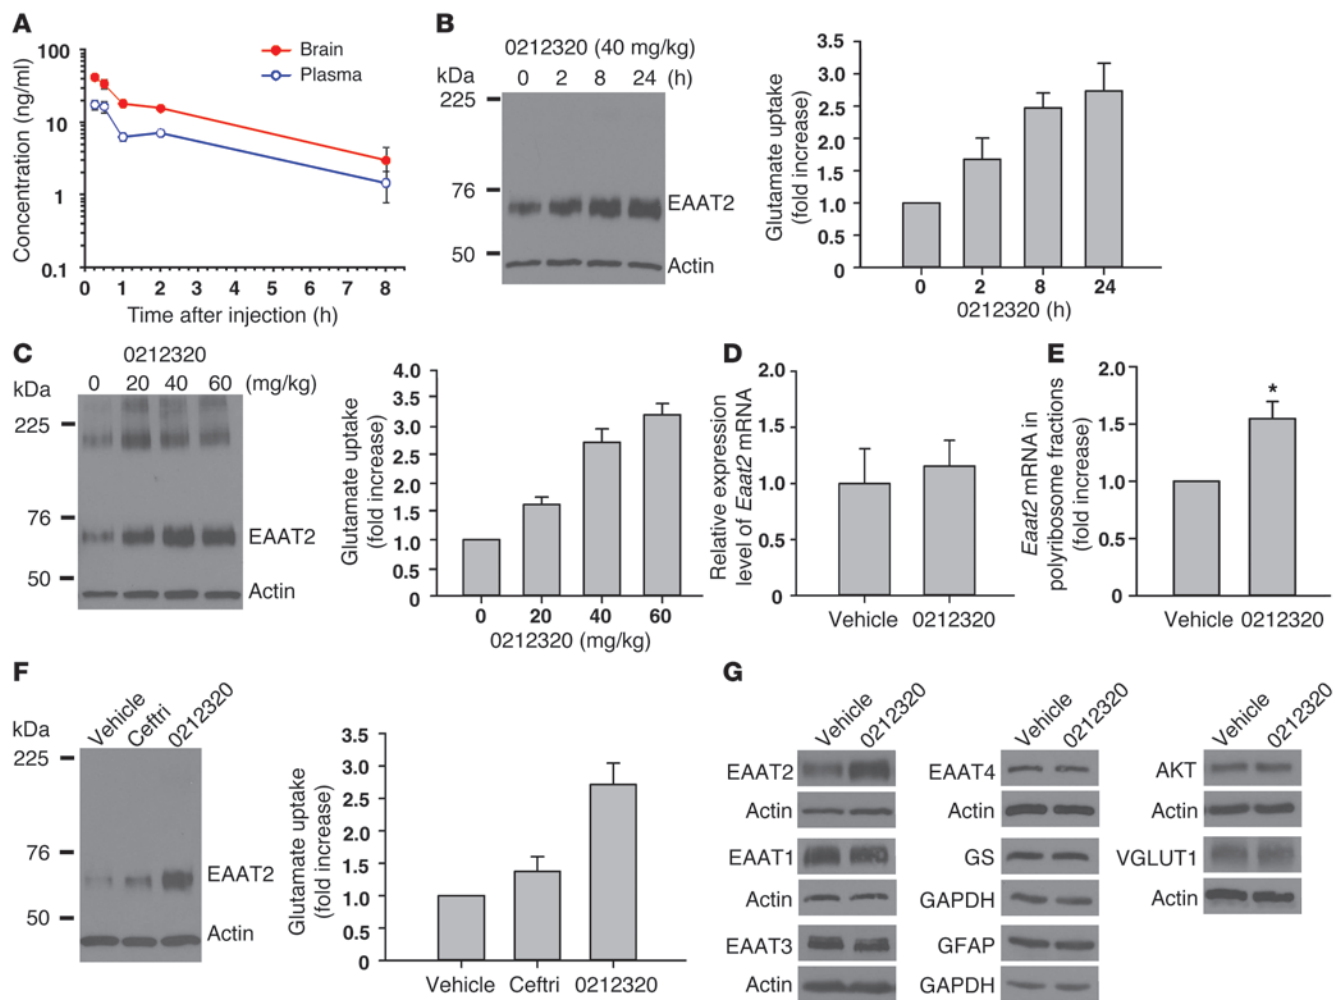 A
100
10
1
0.1
Concentration (ng/ml)
Brain
Plasma
0 1 2 3 4 5 6 7 8
Time after injection (h)
B
0212320 (40 mg/kg)
kDa 0 2 8 24 (h)
225
76
50
EAAT2
Actin
Glutamate uptake
(fold increase)
3.5
3.0
2.5
2.0
1.5
1.0
0.5
0
0 2 8 24
0212320 (h)
C
0212320
kDa 0 20 40 60 (mg/kg)
225
76
50
EAAT2
Actin
Glutamate uptake
(fold increase)
4.0
3.5
3.0
2.5
2.0
1.5
1.0
0.5
0
0 20 40 60
0212320 (mg/kg)
D
Relative expression
level of Eaat2 mRNA
2.0
1.5
1.0
0.5
0
Vehicle 0212320
E
Eaat2 mRNA in
polyribosome fractions
(fold increase)
2.0
1.5
1.0
0.5
0
*
Vehicle 0212320
F
kDa
Vehicle
Ceftri
0212320
225
76
50
EAAT2
Actin
Glutamate uptake
(fold increase)
3.5
3.0
2.5
2.0
1.5
1.0
0.5
0
Vehicle Ceftri 0212320
G
Vehicle
0212320
EAAT2
Actin
EAAT1
Actin
EAAT3
Actin
Vehicle
0212320
EAAT4
Actin
GS
GAPDH
GFAP
GAPDH
Vehicle
0212320
AKT
Actin
VGLUT1
Actin